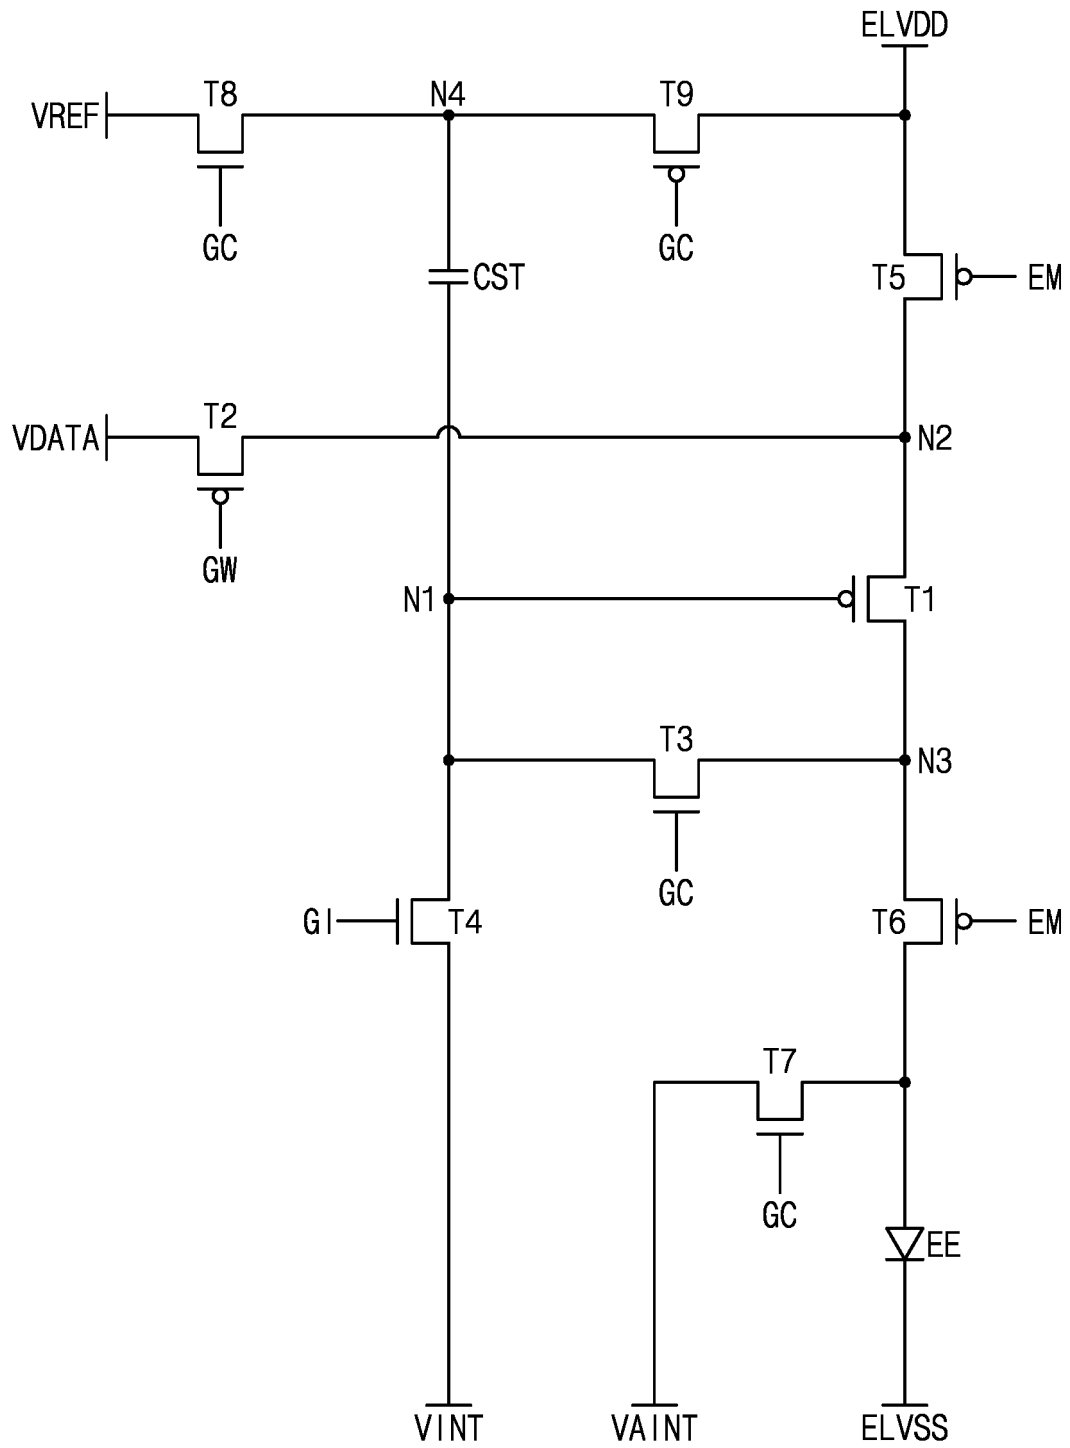 ELVDD
T8
N4
T9
VREF
GC
GC
T5
EM
CST
T2
VDATA
N2
GW
N1
T1
T3
N3
GC
GI
T4
T6
EM
T7
GC
EE
VINT
VAINT
ELVSS